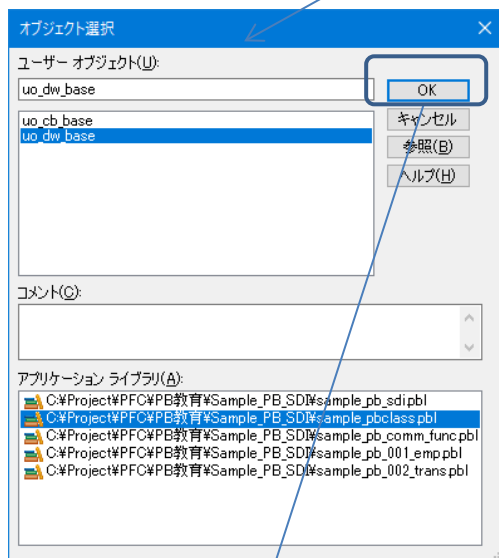 オブジェクト選択
ユーザー オブジェクト(U):
uo_dw_base
OK
uo_cb_base
キャンセル
uo_dw_base
参照(B)
ヘルプ(H)
コメント(C):
アプリケーション ライブラリ(A):
C:¥Project¥PFC¥PB教育¥Sample_PB_SDI¥sample_pb_sdi.pbl
C:¥Project¥PFC¥PB教育¥Sample_PB_SDI¥sample_pbclass.pbl
C:¥Project¥PFC¥PB教育¥Sample_PB_SDI¥sample_pb_comm_func.pbl
C:¥Project¥PFC¥PB教育¥Sample_PB_SDI¥sample_pb_001_emp.pbl
C:¥Project¥PFC¥PB教育¥Sample_PB_SDI¥sample_pb_002_trans.pbl